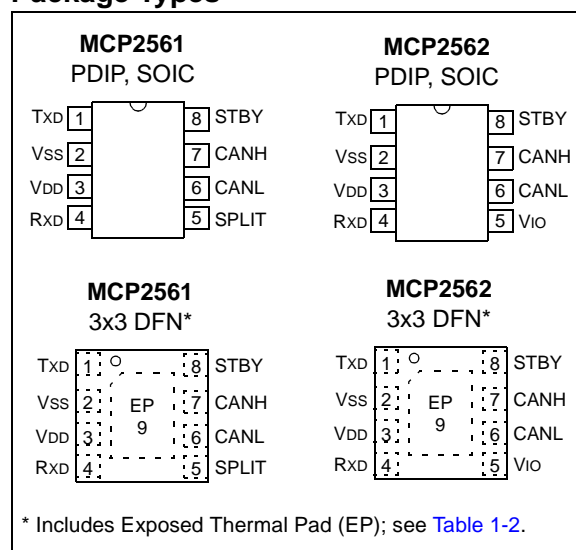 Package Types
MCP2561
PDIP, SOIC
TXD 1 8 STBY
VSS 2 7 CANH
VDD 3 6 CANL
RXD 4 5 SPLIT
MCP2562
PDIP, SOIC
TXD 1 8 STBY
VSS 2 7 CANH
VDD 3 6 CANL
RXD 4 5 VIO
MCP2561
3x3 DFN*
TXD 1 8 STBY
VSS 2 EP 7 CANH
VDD 3 9 6 CANL
RXD 4 5 SPLIT
MCP2562
3x3 DFN*
TXD 1 8 STBY
VSS 2 EP 7 CANH
VDD 3 9 6 CANL
RXD 4 5 VIO
* Includes Exposed Thermal Pad (EP); see Table 1-2.